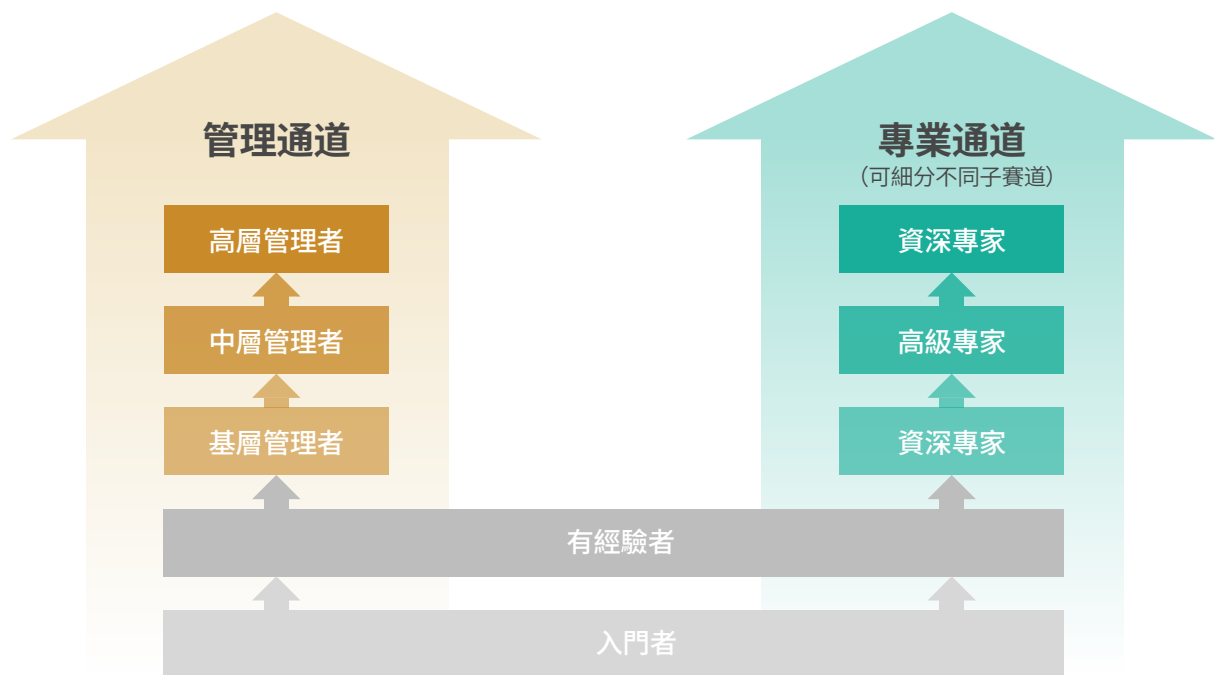 管理通道
高層管理者
中層管理者
基層管理者
專業通道
（可細分不同子賽道）
資深專家
高級專家
資深專家
有經驗者
入門者